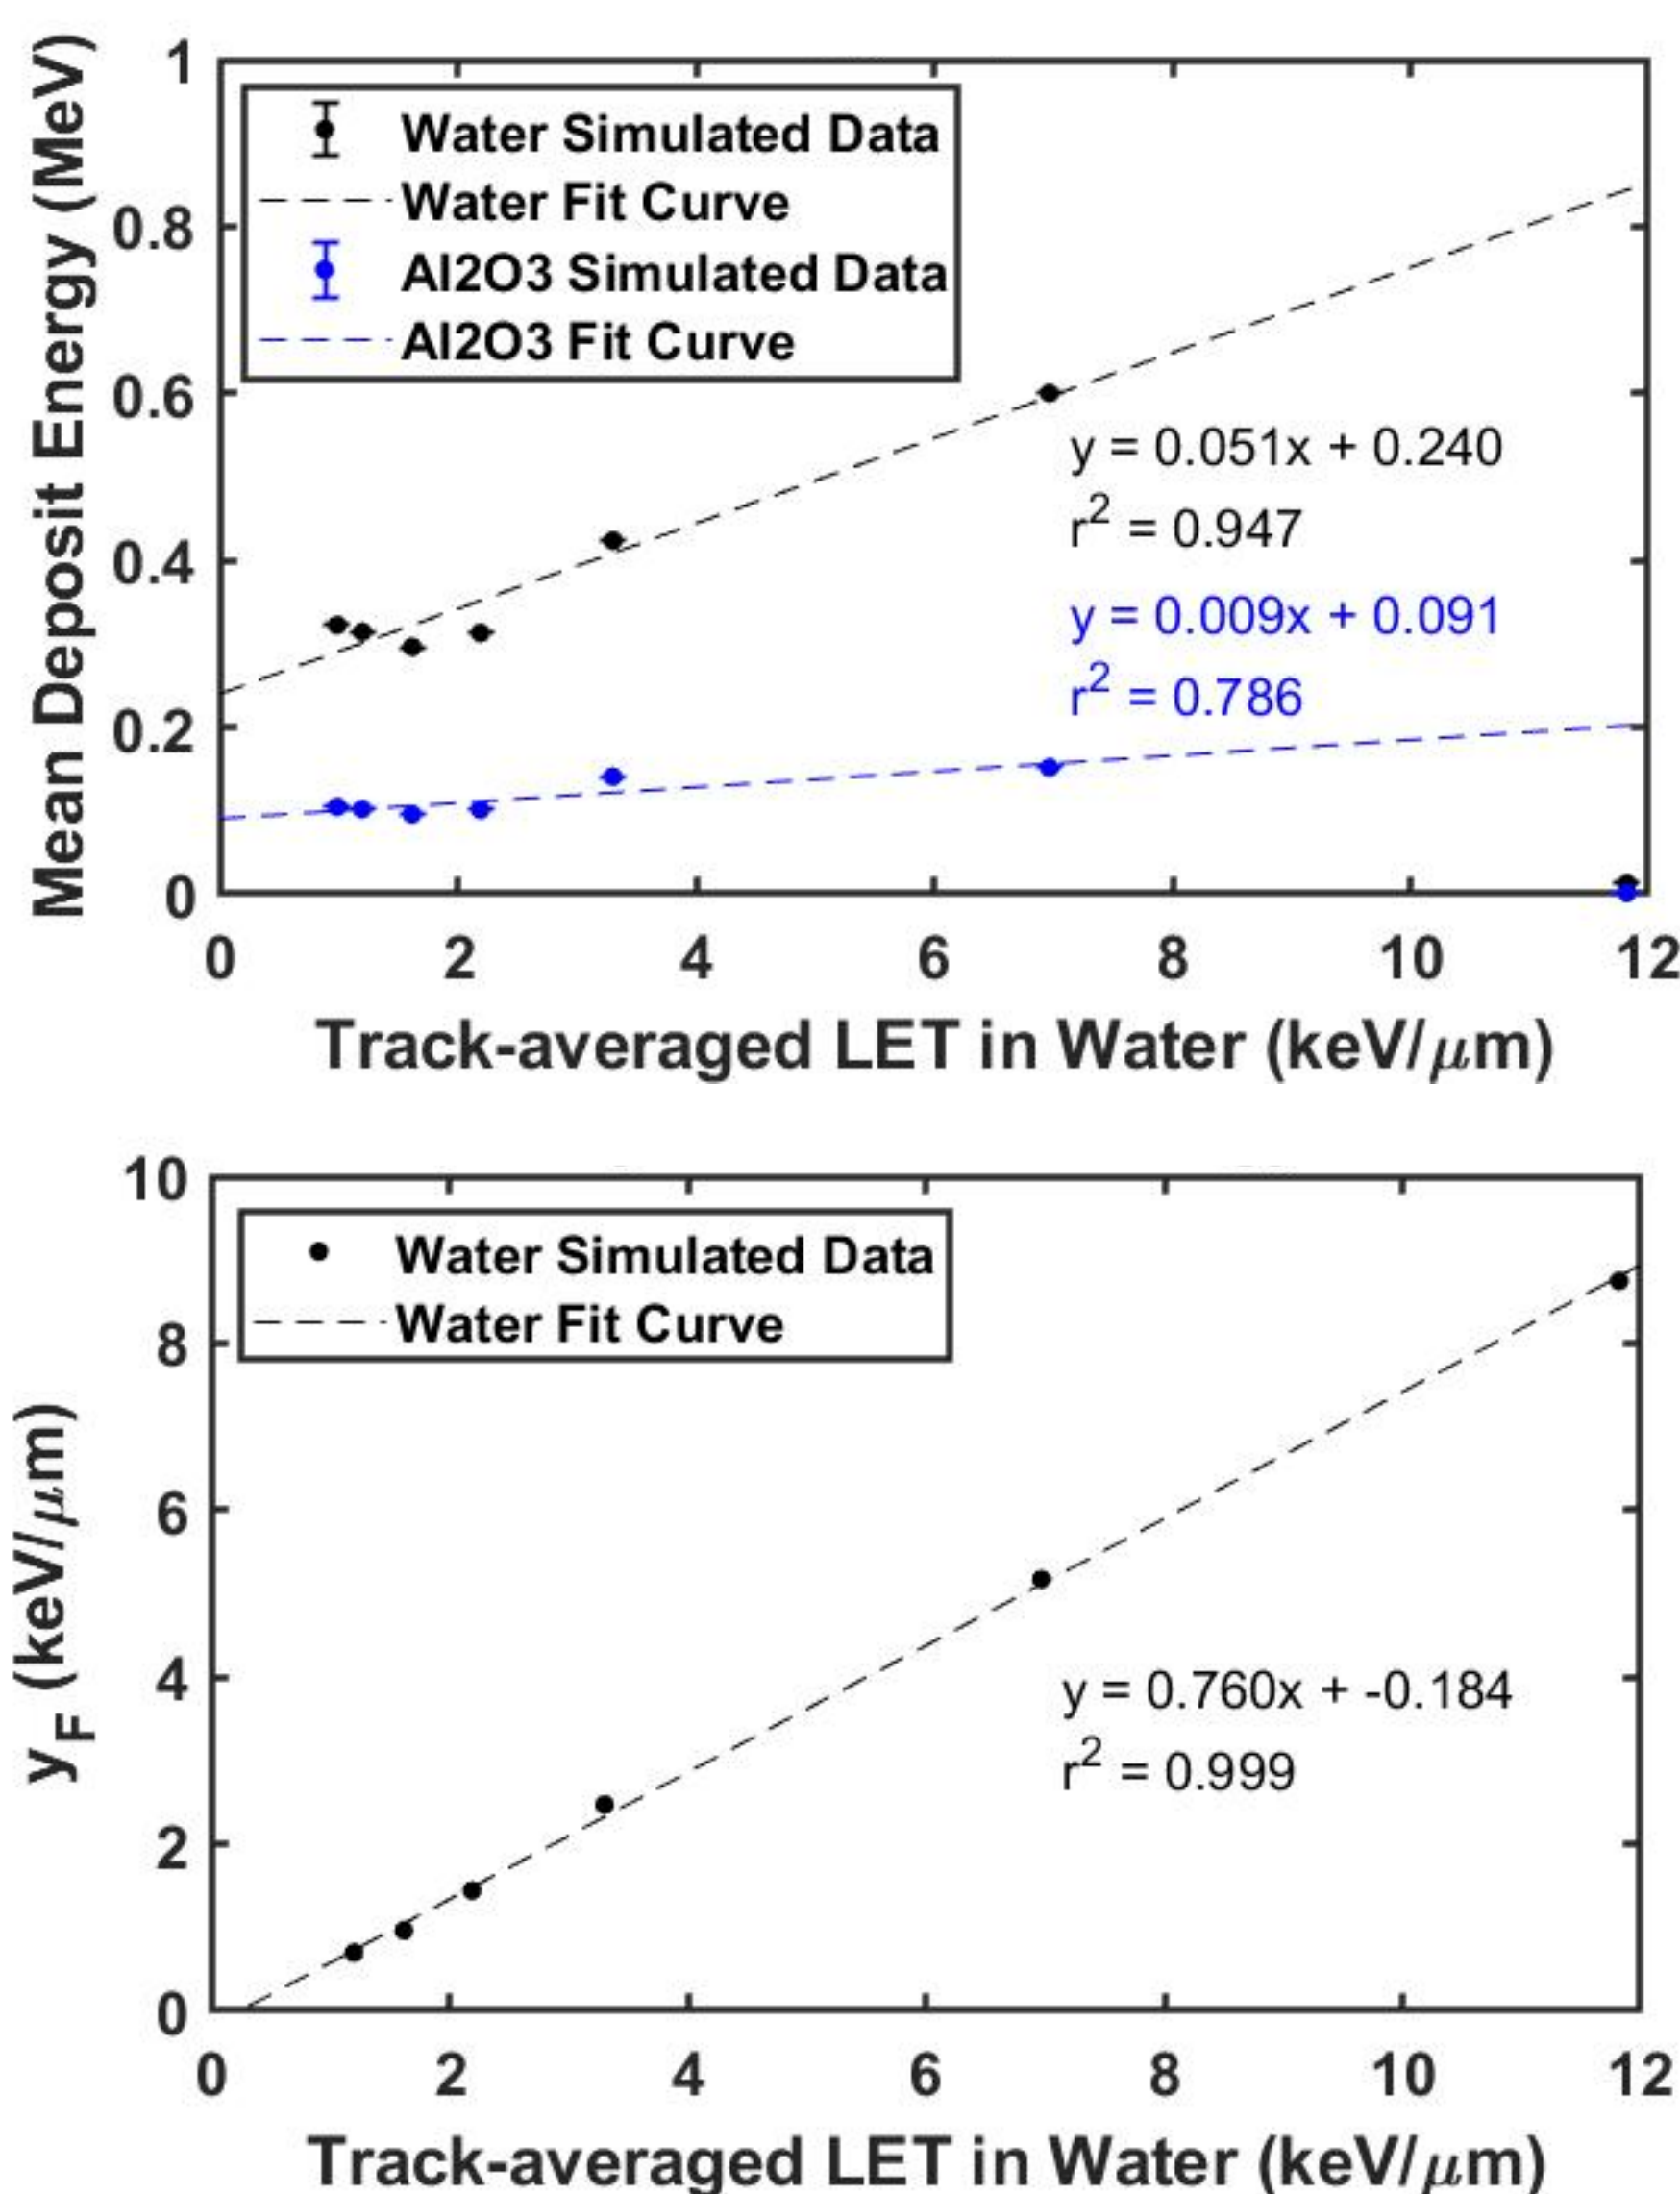 Mean Deposit Energy (MeV)
1
0.8
0.6
0.4
0.2
0
Water Simulated Data
Water Fit Curve
Al2O3 Simulated Data
Al2O3 Fit Curve
y = 0.051x + 0.240
r² = 0.947
y = 0.009x + 0.091
r² = 0.786
0 2 4 6 8 10 12
Track-averaged LET in Water (keV/μm)
y_F (keV/μm)
10
8
6
4
2
0
Water Simulated Data
Water Fit Curve
y = 0.760x + -0.184
r² = 0.999
0 2 4 6 8 10 12
Track-averaged LET in Water (keV/μm)